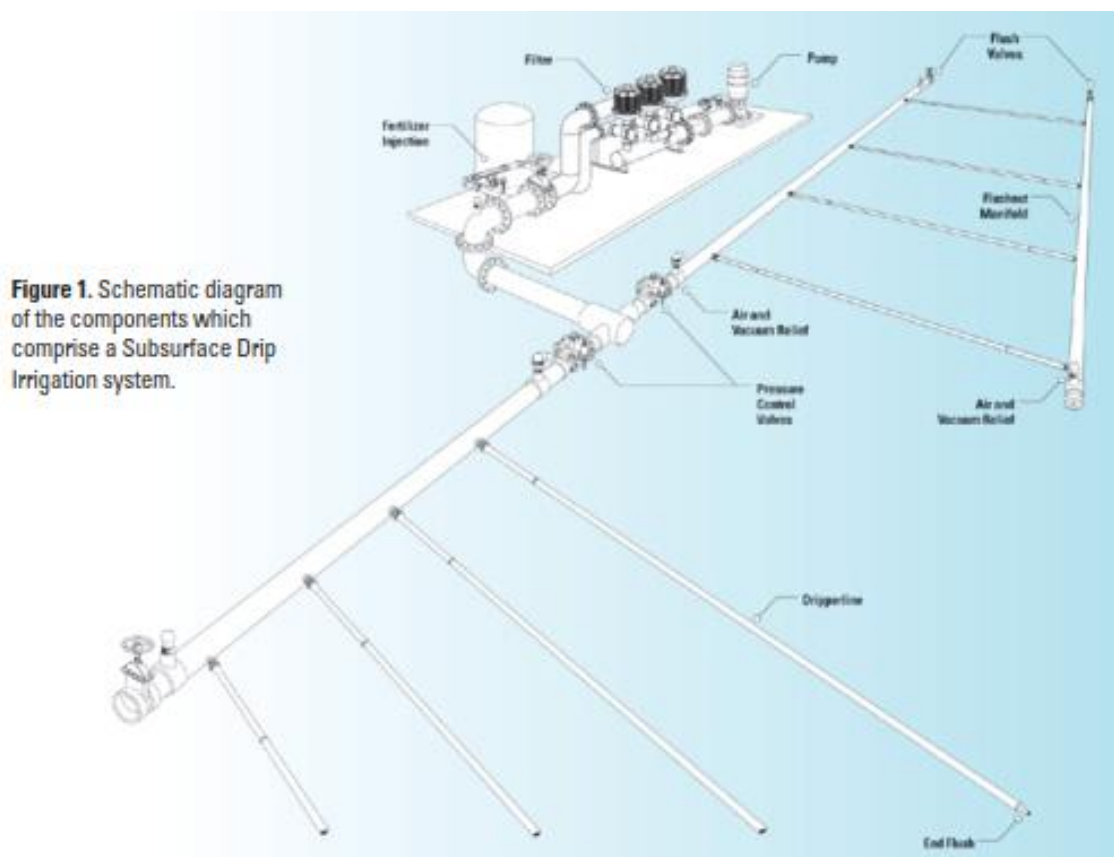 Flush
Valves
Filter
Pump
Fertilizer
Injection
Flushout
Manifold
Figure 1. Schematic diagram
of the components which
comprise a Subsurface Drip
Irrigation system.
Air and
Vacuum Relief
Pressure
Control
Valves
Air and
Vacuum Relief
Dripperline
End Flush